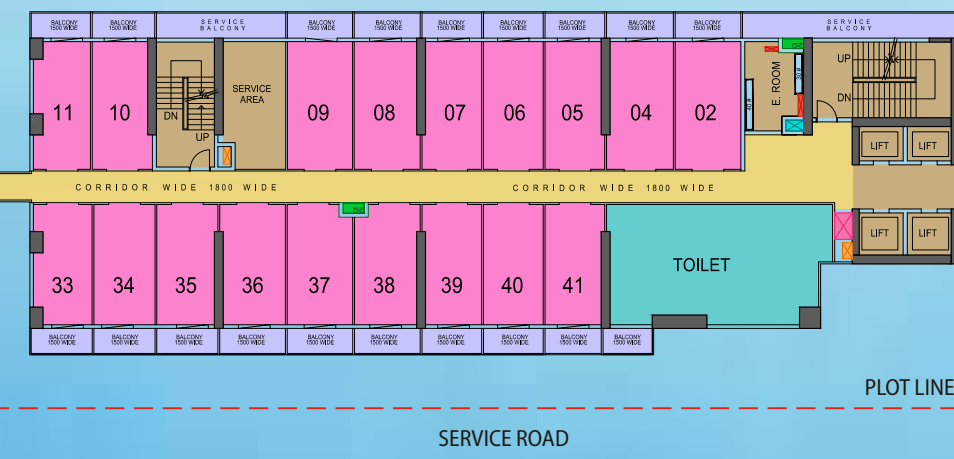 BALCONY
1500 WIDE
BALCONY
1500 WIDE
SERVICE
BALCONY
BALCONY
1500 WIDE
BALCONY
1500 WIDE
BALCONY
1500 WIDE
BALCONY
1500 WIDE
BALCONY
1500 WIDE
BALCONY
1500 WIDE
BALCONY
1500 WIDE
SERVICE
BALCONY
11
10
DN
UP
SERVICE
AREA
09
08
07
06
05
04
02
E. ROOM
UP
DN
LIFT
LIFT
CORRIDOR WIDE 1800 WIDE
CORRIDOR WIDE 1800 WIDE
33
34
35
36
37
38
39
40
41
TOILET
LIFT
LIFT
BALCONY
1500 WIDE
BALCONY
1500 WIDE
BALCONY
1500 WIDE
BALCONY
1500 WIDE
BALCONY
1500 WIDE
BALCONY
1500 WIDE
BALCONY
1500 WIDE
BALCONY
1500 WIDE
BALCONY
1500 WIDE
BALCONY
1500 WIDE
PLOT LINE
SERVICE ROAD